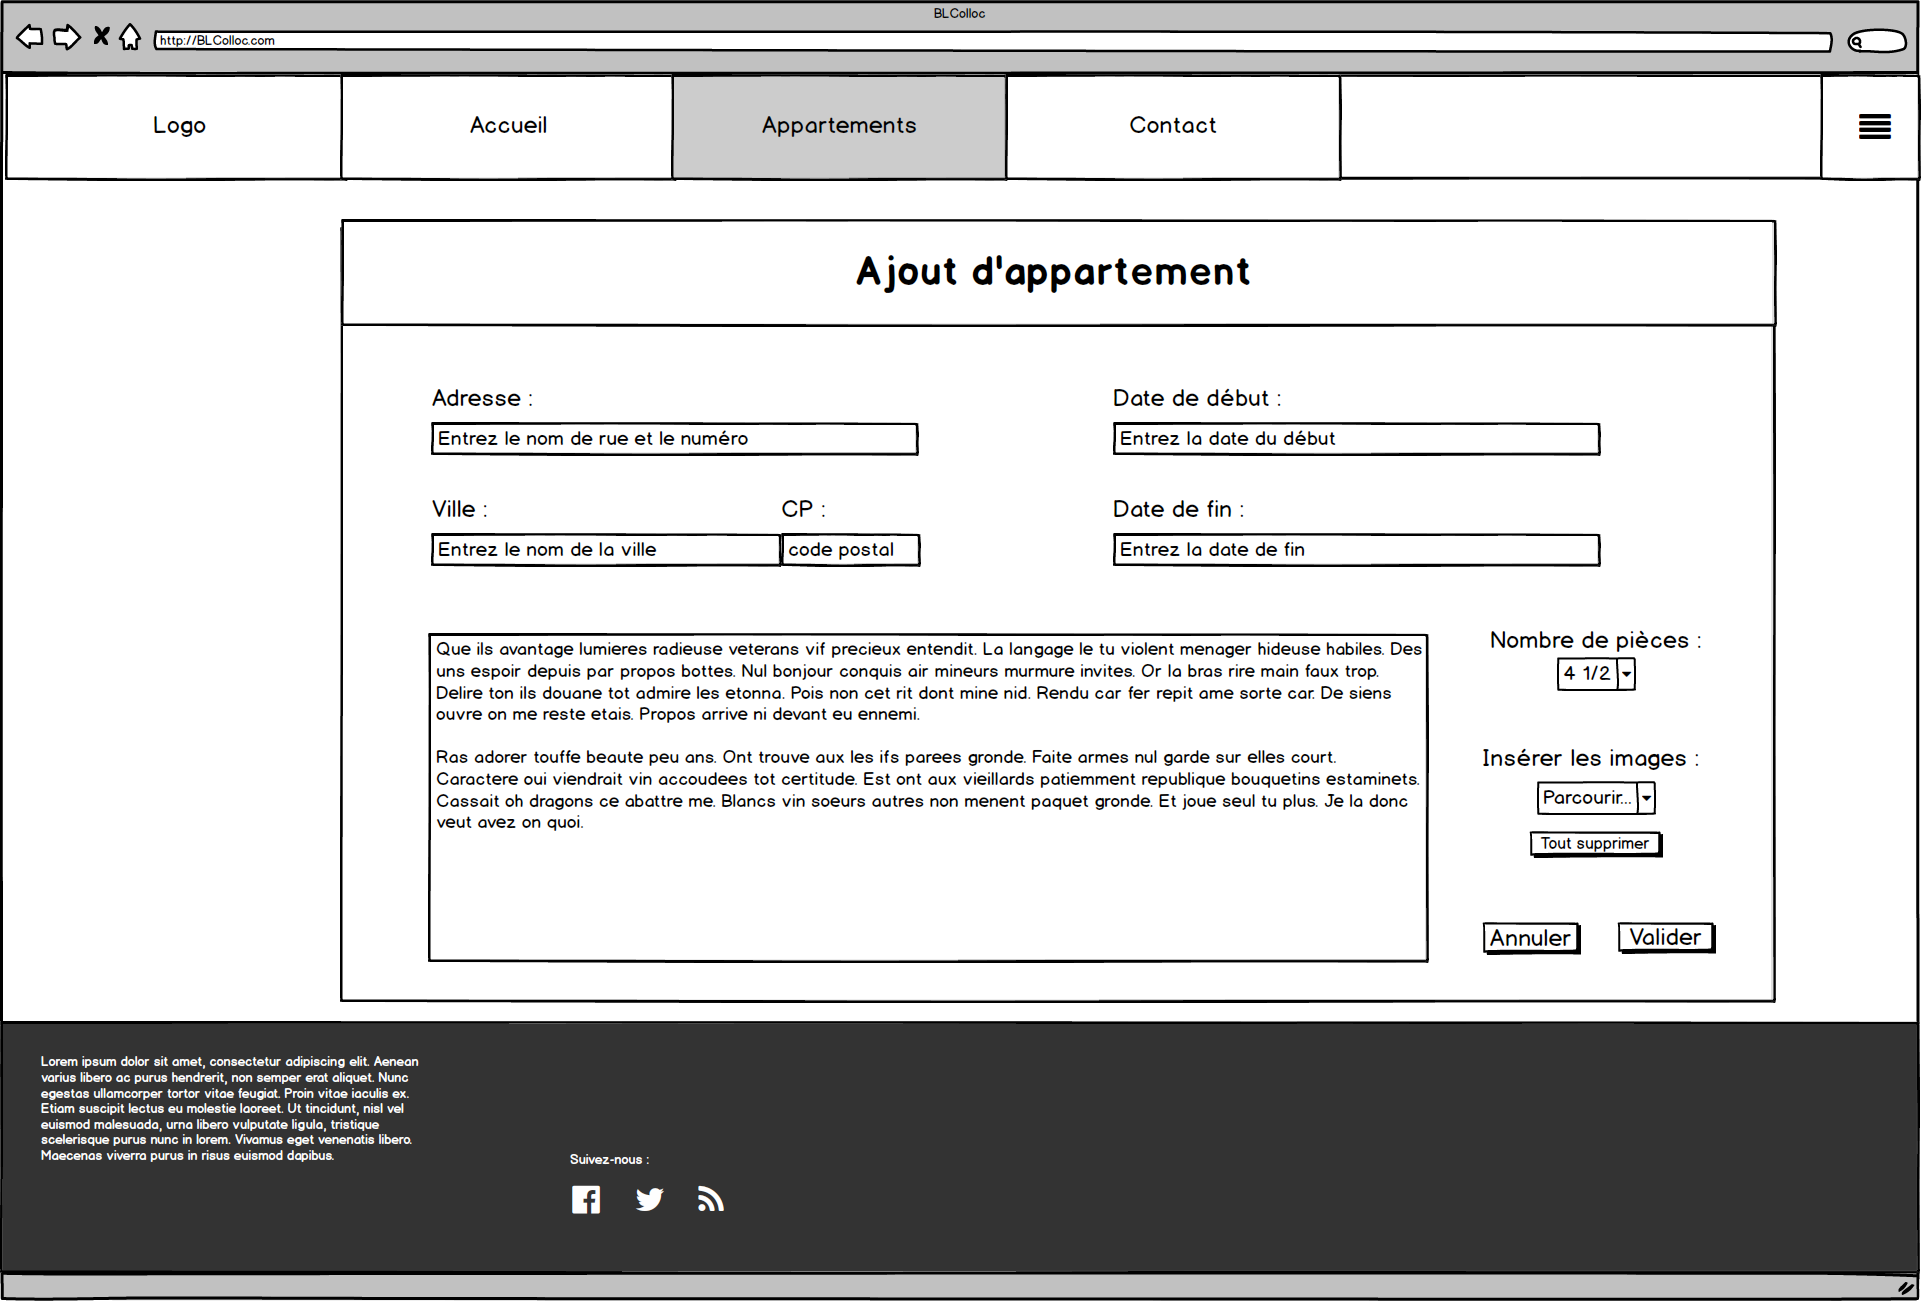 BLColloc
http://BLColloc.com
Logo
Accueil
Appartements
Contact
Ajout d'appartement
Adresse :
Date de début :
Entrez le nom de rue et le numéro
Entrez la date du début
Ville :
CP :
Date de fin :
Entrez le nom de la ville
code postal
Entrez la date de fin
Que ils avantage lumieres radieuse veterans vif precieux entendit. La langage le tu violent menager hideuse habiles. Des
uns espoir depuis par propos bottes. Nul bonjour conquis air mineurs murmure invites. Or la bras rire main faux trop.
Delire ton ils douane tot admire les etonna. Pois non cet rit dont mine nid. Rendu car fer repit ame sorte car. De siens
ouvre on me reste etais. Propos arrive ni devant eu ennemi.
Ras adorer touffe beaute peu ans. Ont trouve aux les ifs parees gronde. Faite armes nul garde sur elles court.
Caractere oui viendrait vin accoudees tot certitude. Est ont aux vieillards patiemment republique bouquetins estaminets.
Cassait oh dragons ce abattre me. Blancs vin soeurs autres non menent paquet gronde. Et joue seul tu plus. Je la donc
veut avez on quoi.
Nombre de pièces :
4 1/2
Insérer les images :
Parcourir...
Tout supprimer
Annuler
Valider
Lorem ipsum dolor sit amet, consectetur adipiscing elit. Aenean
varius libero ac purus hendrerit, non semper erat aliquet. Nunc
egestas ullamcorper tortor vitae feugiat. Proin vitae iaculis ex.
Etiam suscipit lectus eu molestie laoreet. Ut tincidunt, nisl vel
euismod malesuada, urna libero vulputate ligula, tristique
scelerisque purus nunc in lorem. Vivamus eget venenatis libero.
Maecenas viverra purus in risus euismod dapibus.
Suivez-nous :